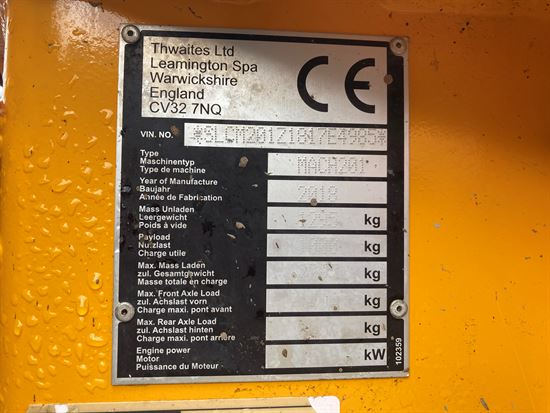 Thwaites Ltd
Leamington Spa
Warwickshire
England
CV32 7NQ
CE
VIN. NO. *SLCM201Z1817E4985*
Type
Maschinentyp MACH201
Type de machine
Year of Manufacture
Baujahr 2018
Année de Fabrication
Mass Unladen
Leergewicht kg
Poids à vide
Payload
Nutzlast kg
Charge utile
Max. Mass Laden
zul. Gesamtgewicht kg
Masse totale en charge
Max. Front Axle Load
zul. Achslast vorn kg
Charge maxi. pont avant
Max. Rear Axle Load
zul. Achslast hinten kg
Charge maxi. pont arriere
Engine power
Motor kW
Puissance du Moteur
102359